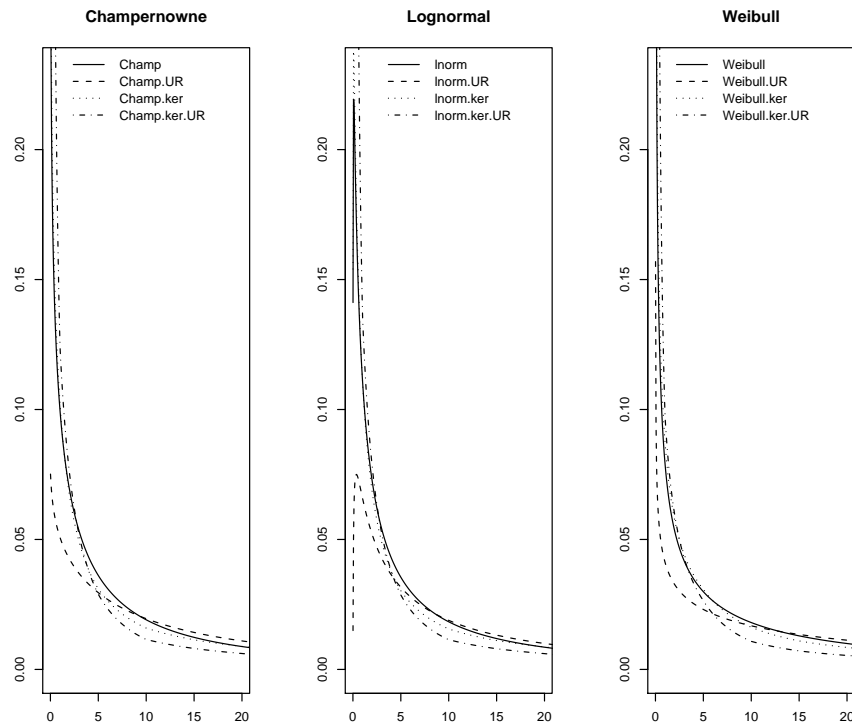 Champernowne
Champ
Champ.UR
Champ.ker
Champ.ker.UR
0.00
0.05
0.10
0.15
0.20
0
5
10
15
20
Lognormal
lnorm
lnorm.UR
lnorm.ker
lnorm.ker.UR
0.00
0.05
0.10
0.15
0.20
0
5
10
15
20
Weibull
Weibull
Weibull.UR
Weibull.ker
Weibull.ker.UR
0.00
0.05
0.10
0.15
0.20
0
5
10
15
20